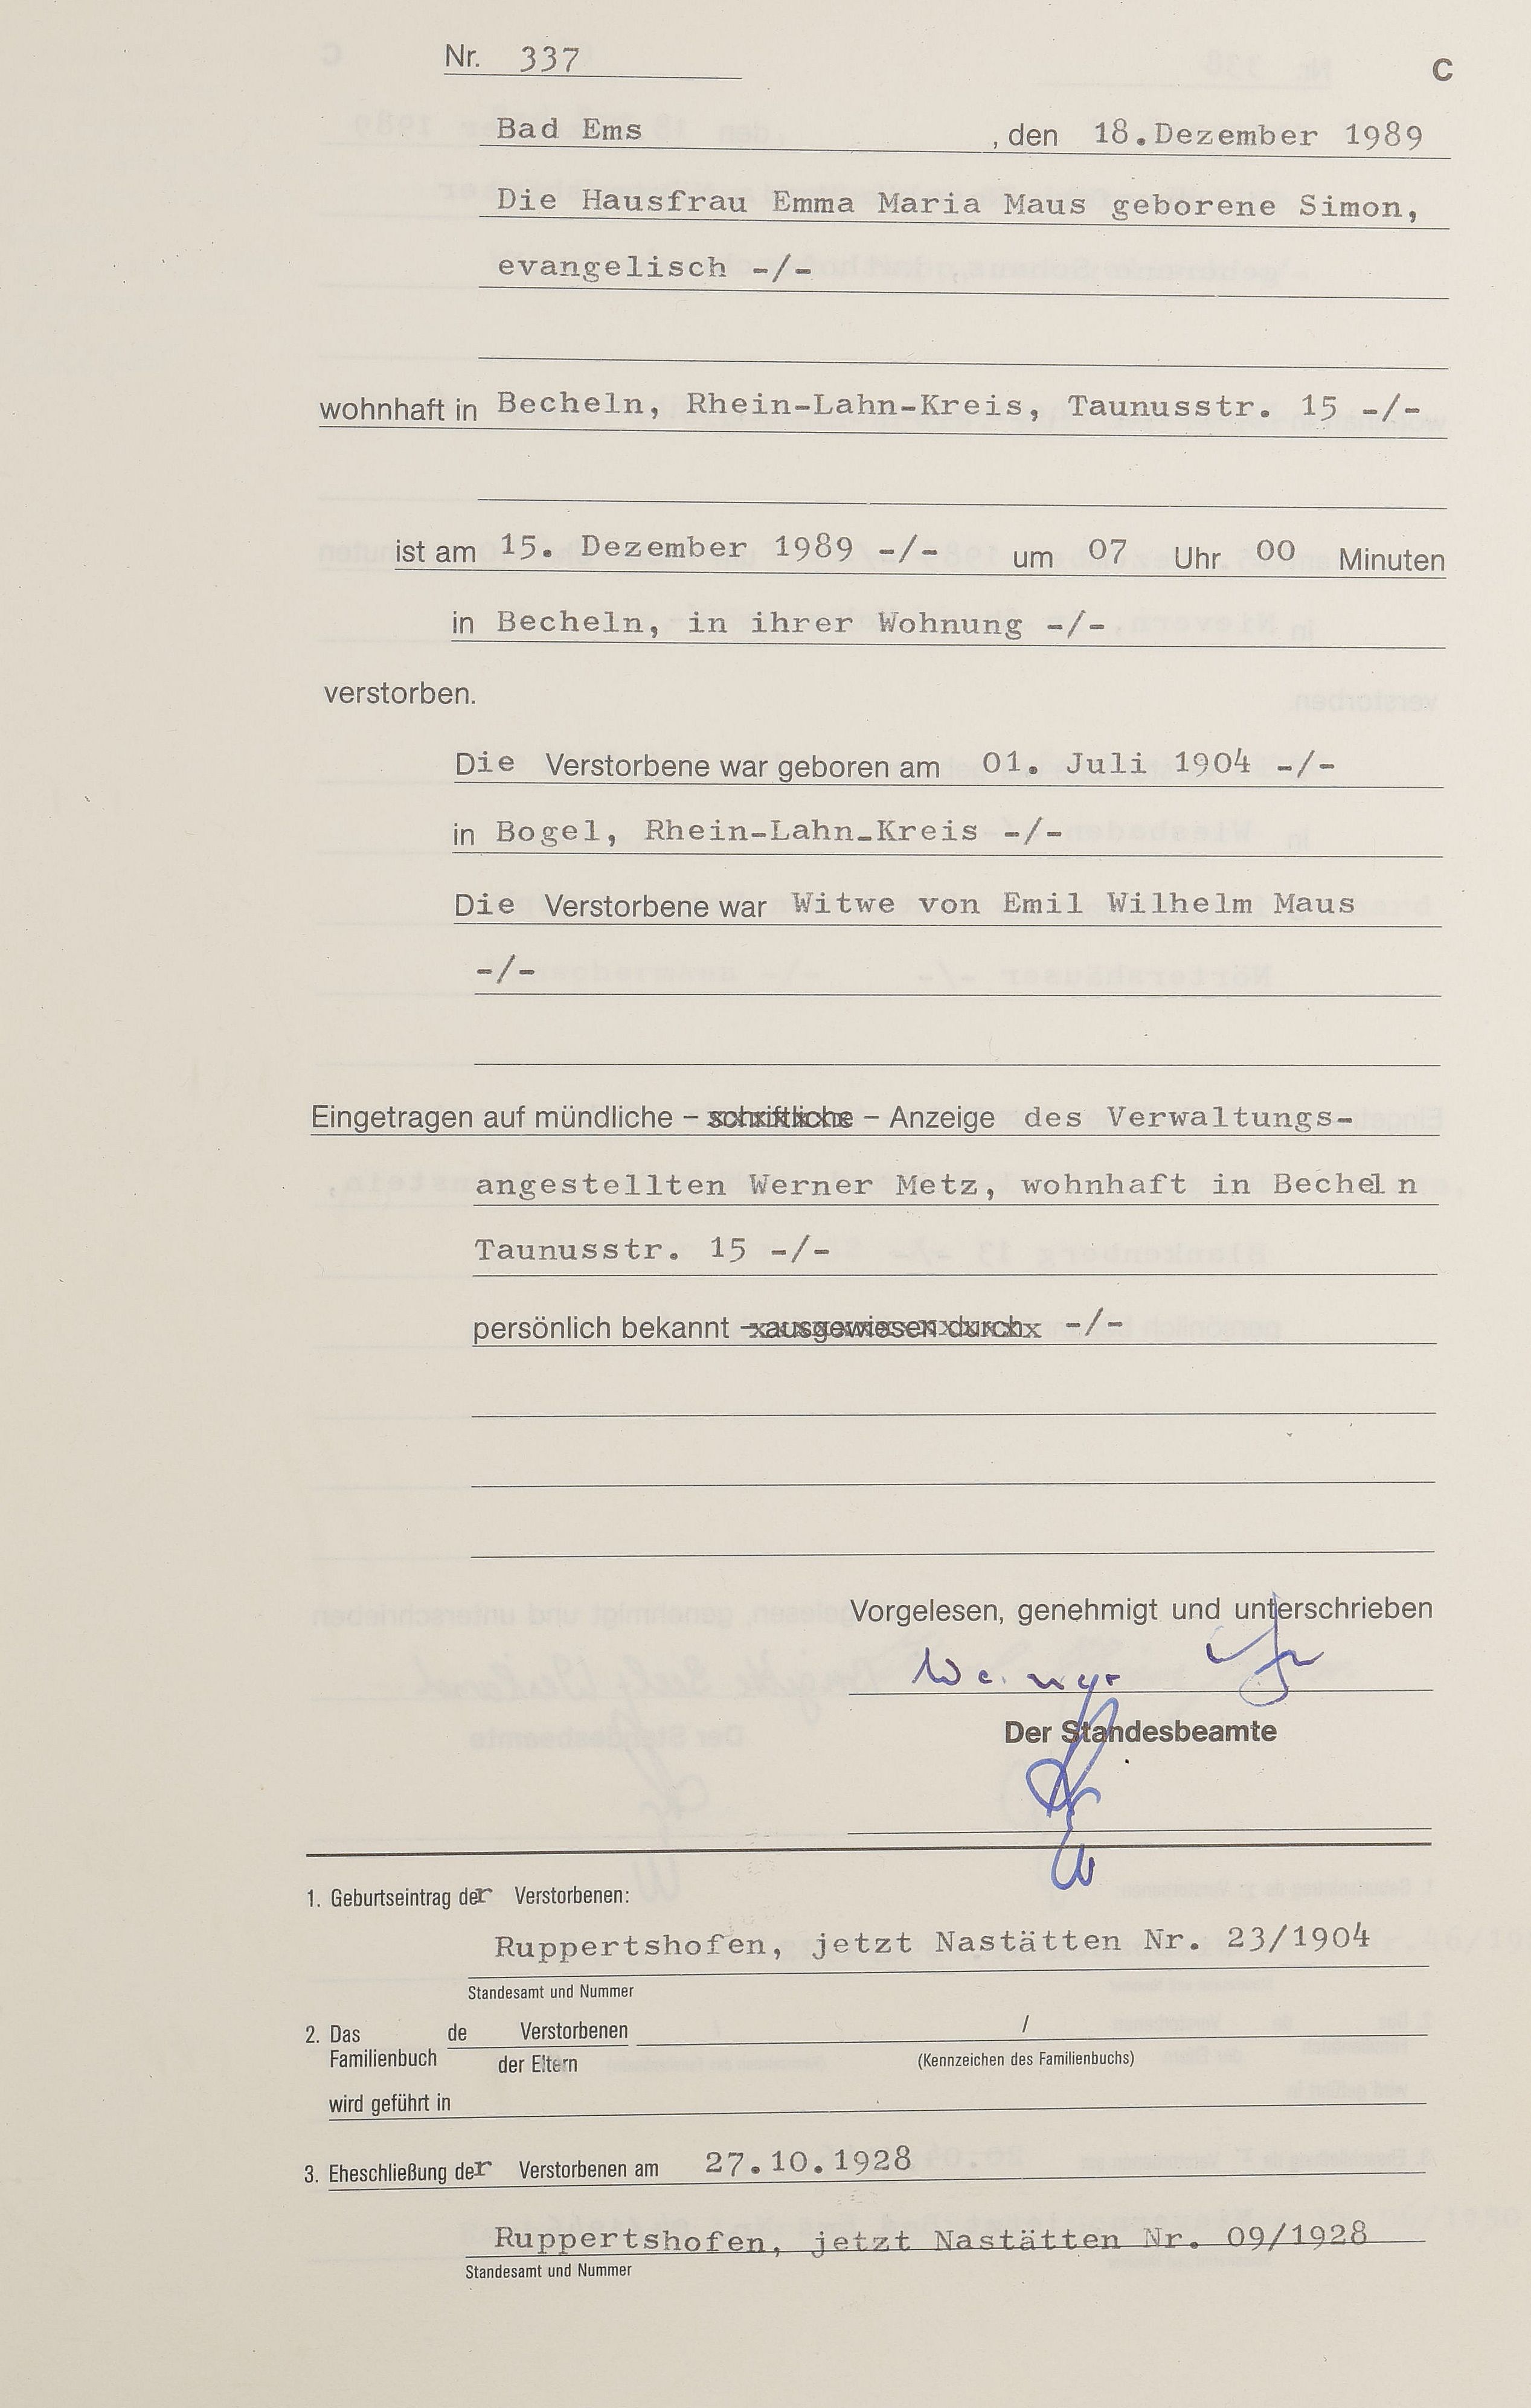 Nr. 337
C
Bad Ems , den 18.Dezember 1989
Die Hausfrau Emma Maria Maus geborene Simon,
evangelisch -/-
wohnhaft in Becheln, Rhein-Lahn-Kreis, Taunusstr. 15 -/-
ist am 15. Dezember 1989 -/- um 07 Uhr 00 Minuten
in Becheln, in ihrer Wohnung -/-
verstorben.
Die Verstorbene war geboren am 01. Juli 1904 -/-
in Bogel, Rhein-Lahn-Kreis -/-
Die Verstorbene war Witwe von Emil Wilhelm Maus
-/-
Eingetragen auf mündliche – schriftliche – Anzeige des Verwaltungs-
angestellten Werner Metz, wohnhaft in Becheln
Taunusstr. 15 -/-
persönlich bekannt – ausgewiesen durch -/-
Vorgelesen, genehmigt und unterschrieben
Der Standesbeamte
1. Geburtseintrag der Verstorbenen:
Ruppertshofen, jetzt Nastätten Nr. 23/1904
Standesamt und Nummer
2. Das de Verstorbenen /
Familienbuch der Eltern (Kennzeichen des Familienbuchs)
wird geführt in
3. Eheschließung der Verstorbenen am 27.10.1928
Ruppertshofen, jetzt Nastätten Nr. 09/1928
Standesamt und Nummer